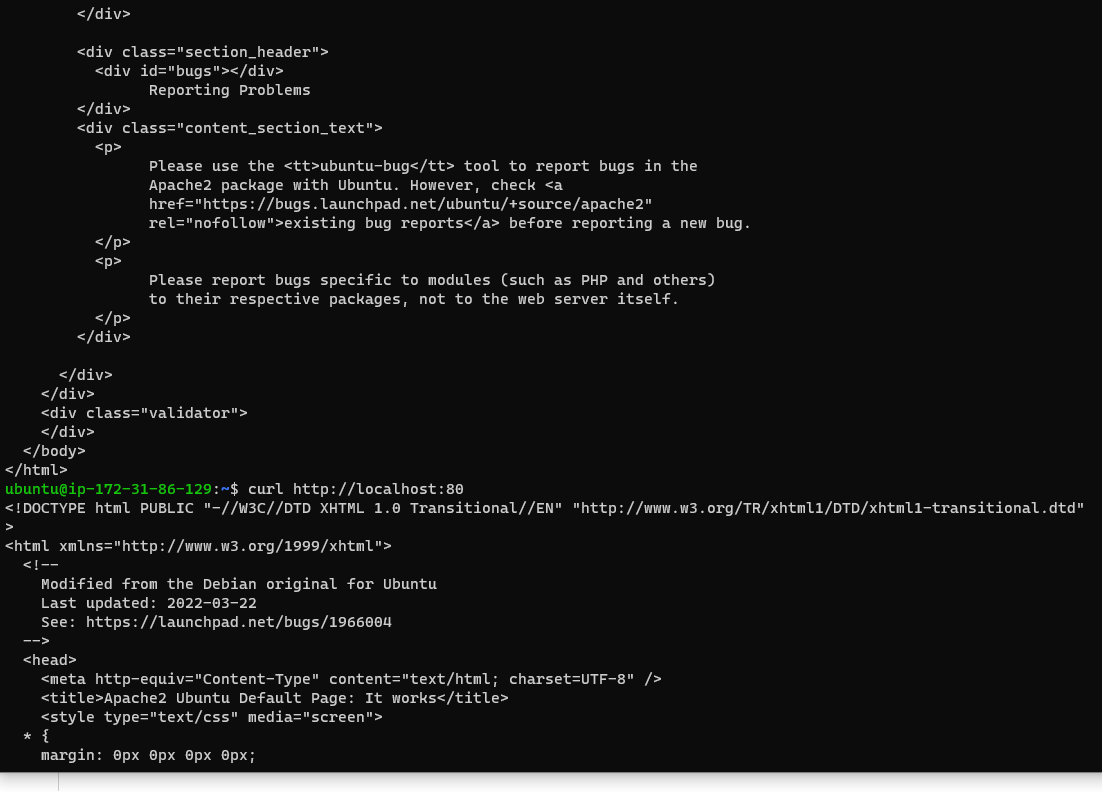 </div>
<div class="section_header">
<div id="bugs"></div>
Reporting Problems
</div>
<div class="content_section_text">
<p>
Please use the <tt>ubuntu-bug</tt> tool to report bugs in the
Apache2 package with Ubuntu. However, check <a
href="https://bugs.launchpad.net/ubuntu/+source/apache2"
rel="nofollow">existing bug reports</a> before reporting a new bug.
</p>
<p>
Please report bugs specific to modules (such as PHP and others)
to their respective packages, not to the web server itself.
</p>
</div>
</div>
</div>
<div class="validator">
</div>
</body>
</html>
ubuntu@ip-172-31-86-129:~$ curl http://localhost:80
<!DOCTYPE html PUBLIC "-//W3C//DTD XHTML 1.0 Transitional//EN" "http://www.w3.org/TR/xhtml1/DTD/xhtml1-transitional.dtd"
>
<html xmlns="http://www.w3.org/1999/xhtml">
<!--
Modified from the Debian original for Ubuntu
Last updated: 2022-03-22
See: https://launchpad.net/bugs/1966004
-->
<head>
<meta http-equiv="Content-Type" content="text/html; charset=UTF-8" />
<title>Apache2 Ubuntu Default Page: It works</title>
<style type="text/css" media="screen">
* {
margin: 0px 0px 0px 0px;